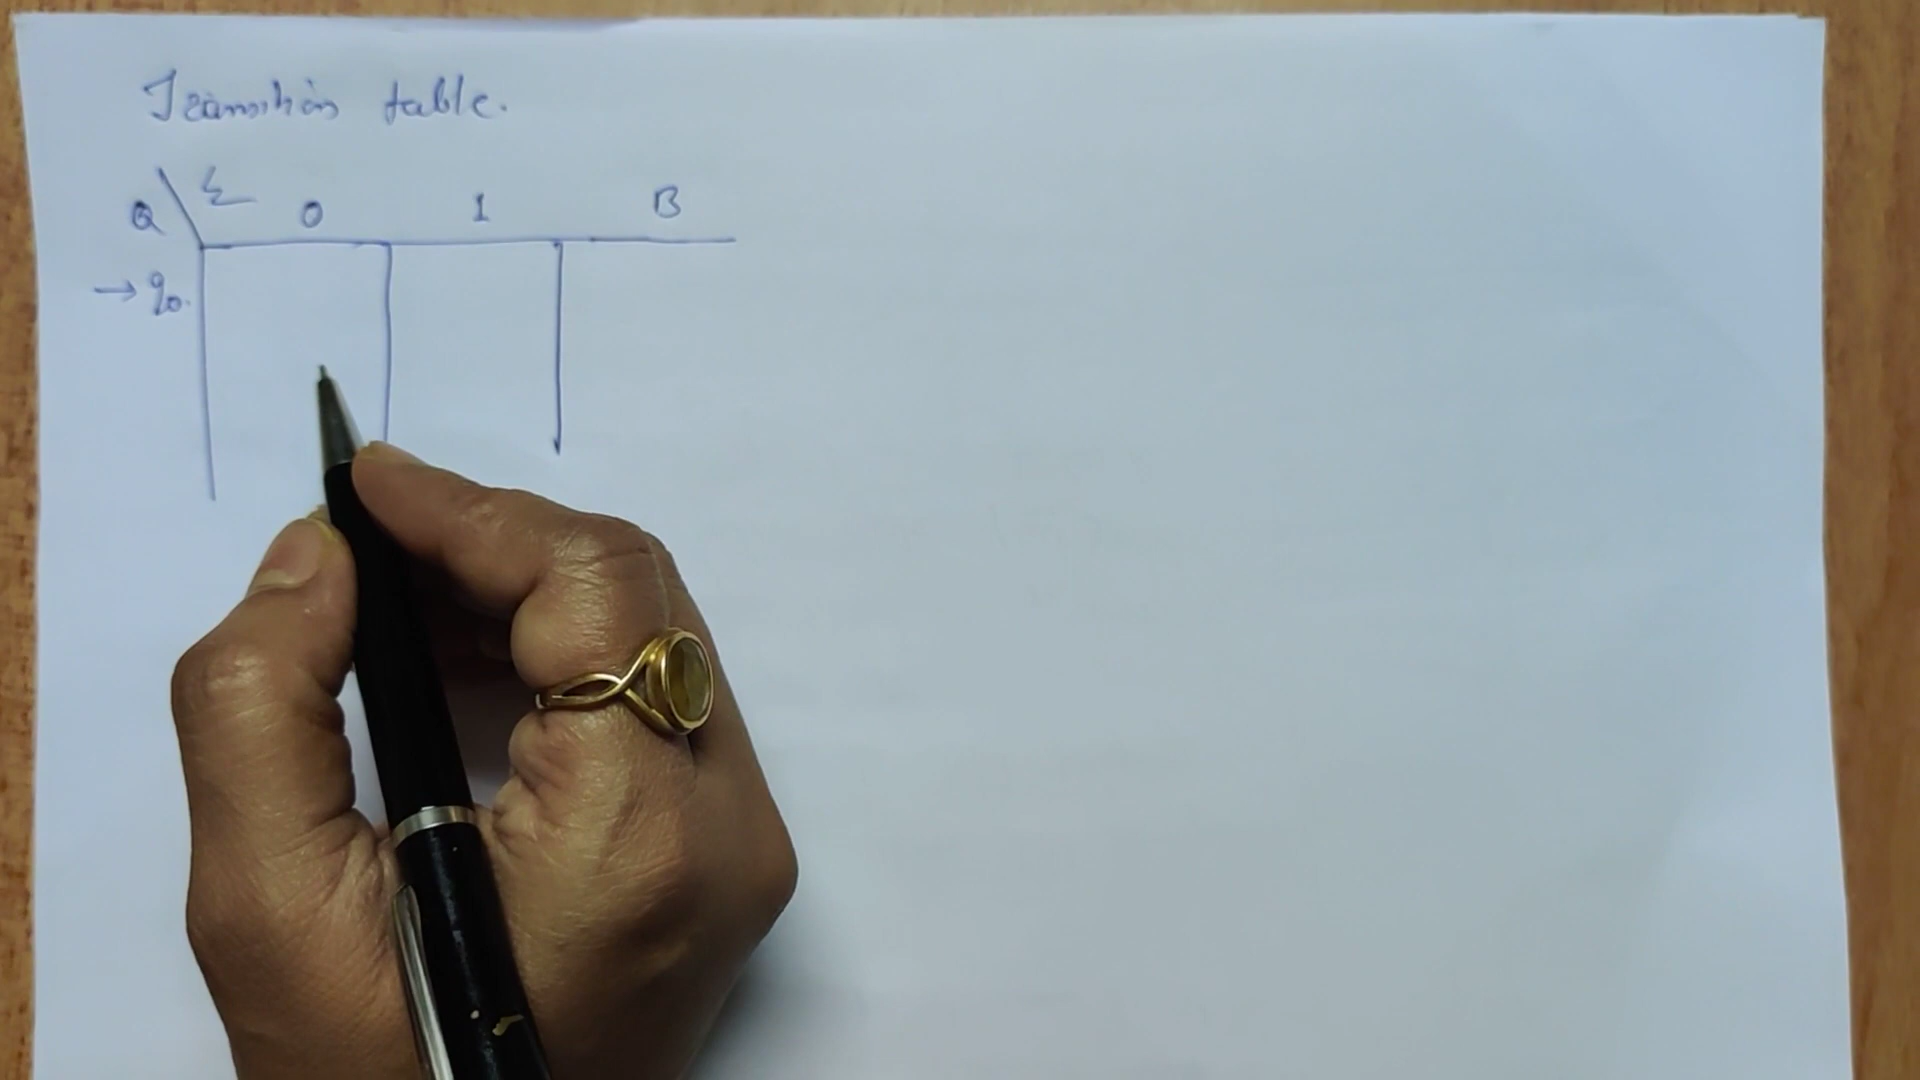 Transition table.
Q \ Σ 0 1 B
→ q0.